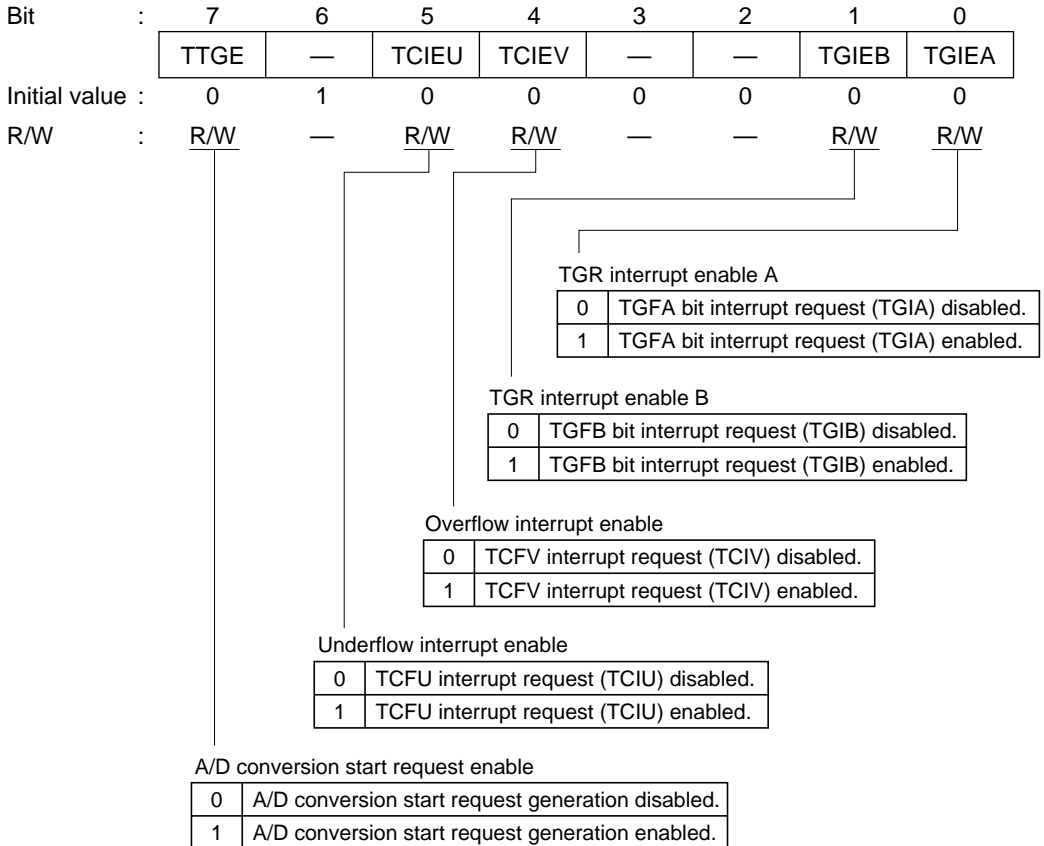 Bit : 7 6 5 4 3 2 1 0
TTGE — TCIEU TCIEV — — TGIEB TGIEA
Initial value : 0 1 0 0 0 0 0 0
R/W : R/W — R/W R/W — — R/W R/W
TGR interrupt enable A
0 TGFA bit interrupt request (TGIA) disabled.
1 TGFA bit interrupt request (TGIA) enabled.
TGR interrupt enable B
0 TGFB bit interrupt request (TGIB) disabled.
1 TGFB bit interrupt request (TGIB) enabled.
Overflow interrupt enable
0 TCFV interrupt request (TCIV) disabled.
1 TCFV interrupt request (TCIV) enabled.
Underflow interrupt enable
0 TCFU interrupt request (TCIU) disabled.
1 TCFU interrupt request (TCIU) enabled.
A/D conversion start request enable
0 A/D conversion start request generation disabled.
1 A/D conversion start request generation enabled.